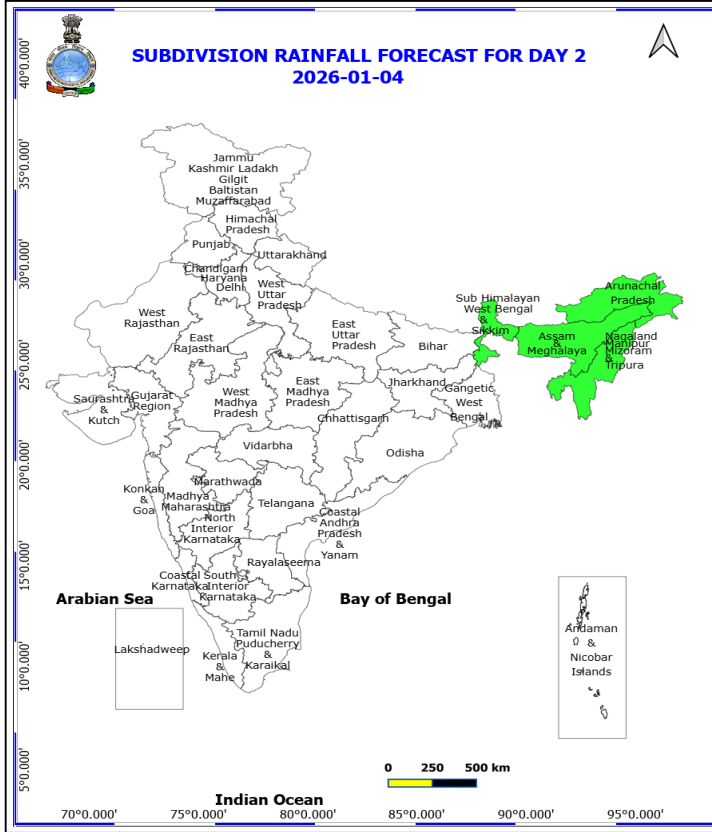 SUBDIVISION RAINFALL FORECAST FOR DAY 2
2026-01-04
40°0.000'
35°0.000'
30°0.000'
25°0.000'
20°0.000'
15°0.000'
10°0.000'
5°0.000'
Jammu
Kashmir Ladakh
Gilgit
Baltistan
Muzaffarabad
Himachal
Pradesh
Punjab
Uttarakhand
Chandigarh
Haryana
Delhi
West
Uttar
Pradesh
West
Rajasthan
East
Rajasthan
East
Uttar
Pradesh
Bihar
Sub Himalayan
West Bengal
&
Sikkim
Arunachal
Pradesh
Assam
&
Meghalaya
Nagaland
Manipur
Mizoram
&
Tripura
Saurashtra
&
Kutch
Gujarat
Region
West
Madhya
Pradesh
East
Madhya
Pradesh
Jharkhand
Gangetic
West
Bengal
Chhattisgarh
Odisha
Vidarbha
Konkan
&
Goa
Marathwada
Madhya
Maharashtra
North
Interior
Karnataka
Telangana
Coastal
Andhra
Pradesh
&
Yanam
Rayalaseema
Coastal
Karnataka
South
Interior
Karnataka
Arabian Sea
Bay of Bengal
Lakshadweep
Kerala
&
Mahe
Tamil Nadu
Puducherry
&
Karaikal
Andaman
&
Nicobar
Islands
0 250 500 km
Indian Ocean
70°0.000' 75°0.000' 80°0.000' 85°0.000' 90°0.000' 95°0.000'